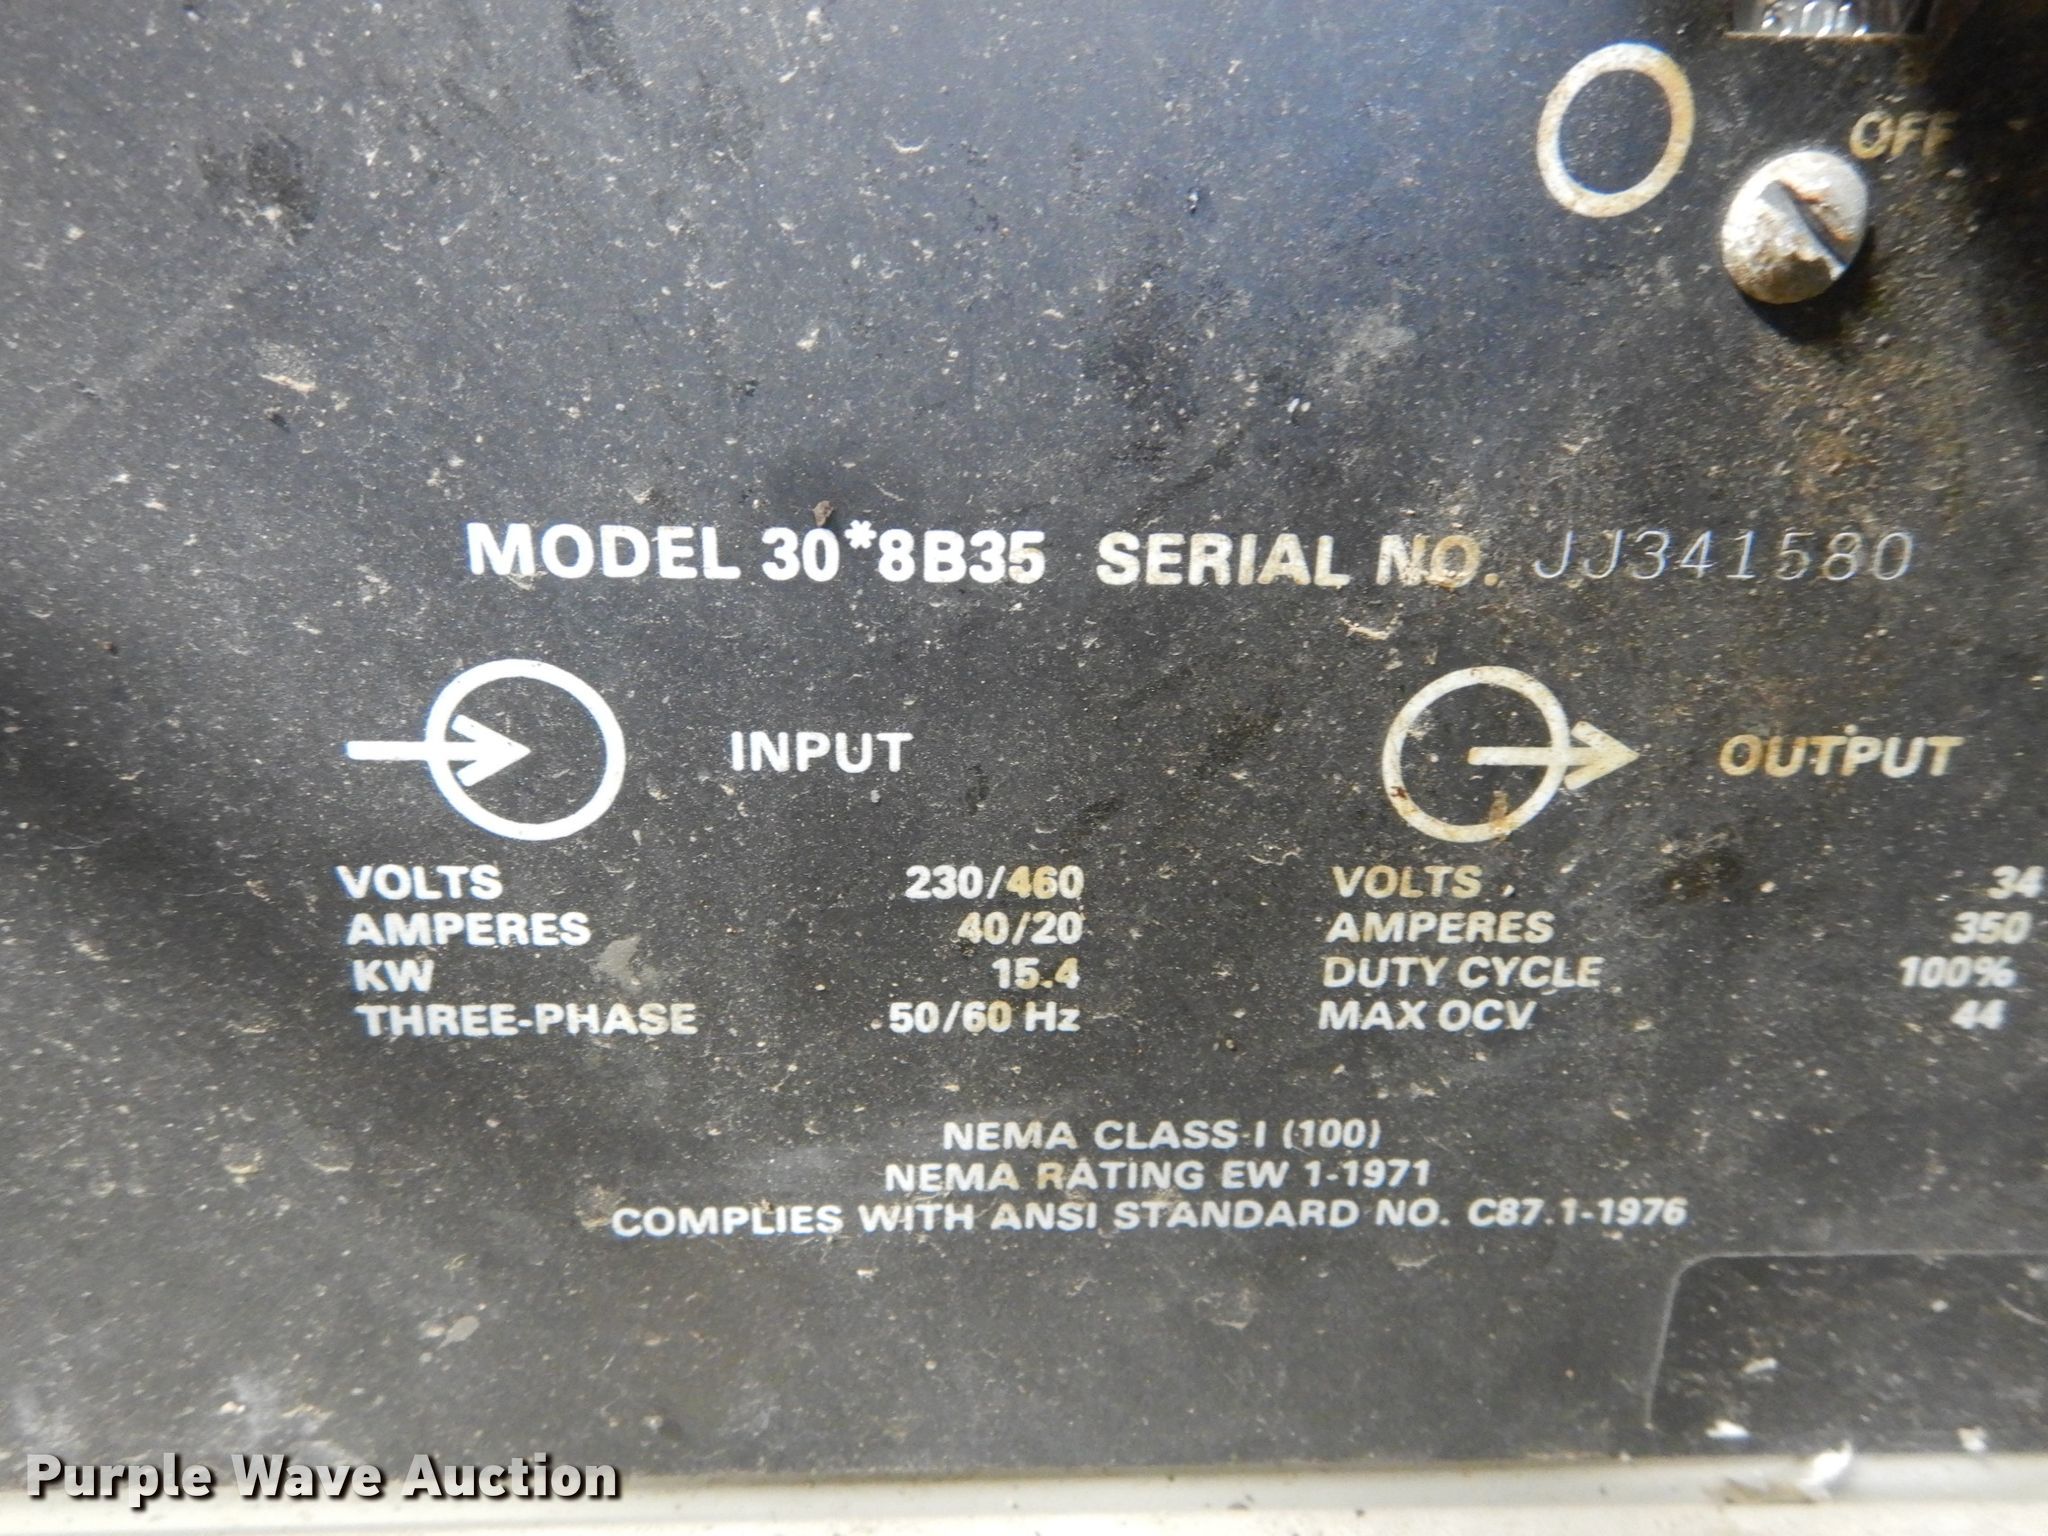 OFF
MODEL 30*8B35 SERIAL NO. JJ341580
INPUT OUTPUT
VOLTS 230/460 VOLTS 34
AMPERES 40/20 AMPERES 350
KW 15.4 DUTY CYCLE 100%
THREE-PHASE 50/60 Hz MAX OCV 44
NEMA CLASS-I (100)
NEMA RATING EW 1-1971
COMPLIES WITH ANSI STANDARD NO. C87.1-1976
Purple Wave Auction